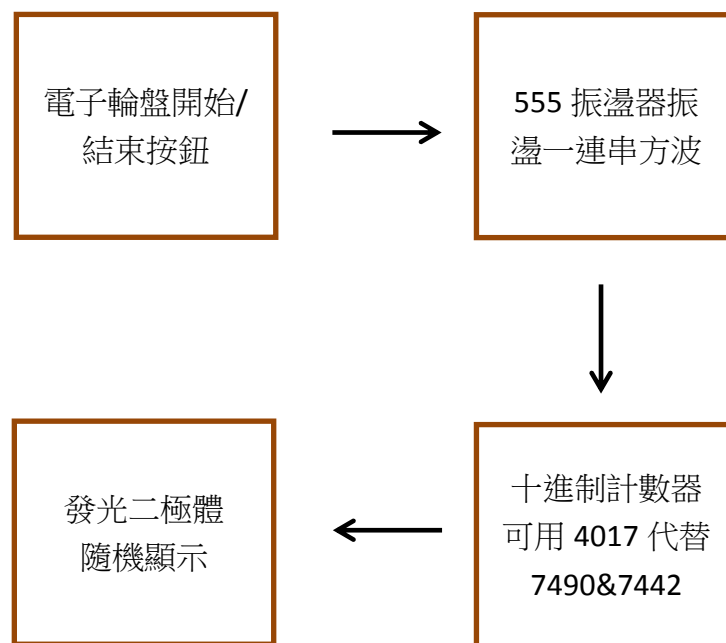 電子輪盤開始/
結束按鈕
555 振盪器振
盪一連串方波
十進制計數器
可用 4017 代替
7490&7442
發光二極體
隨機顯示